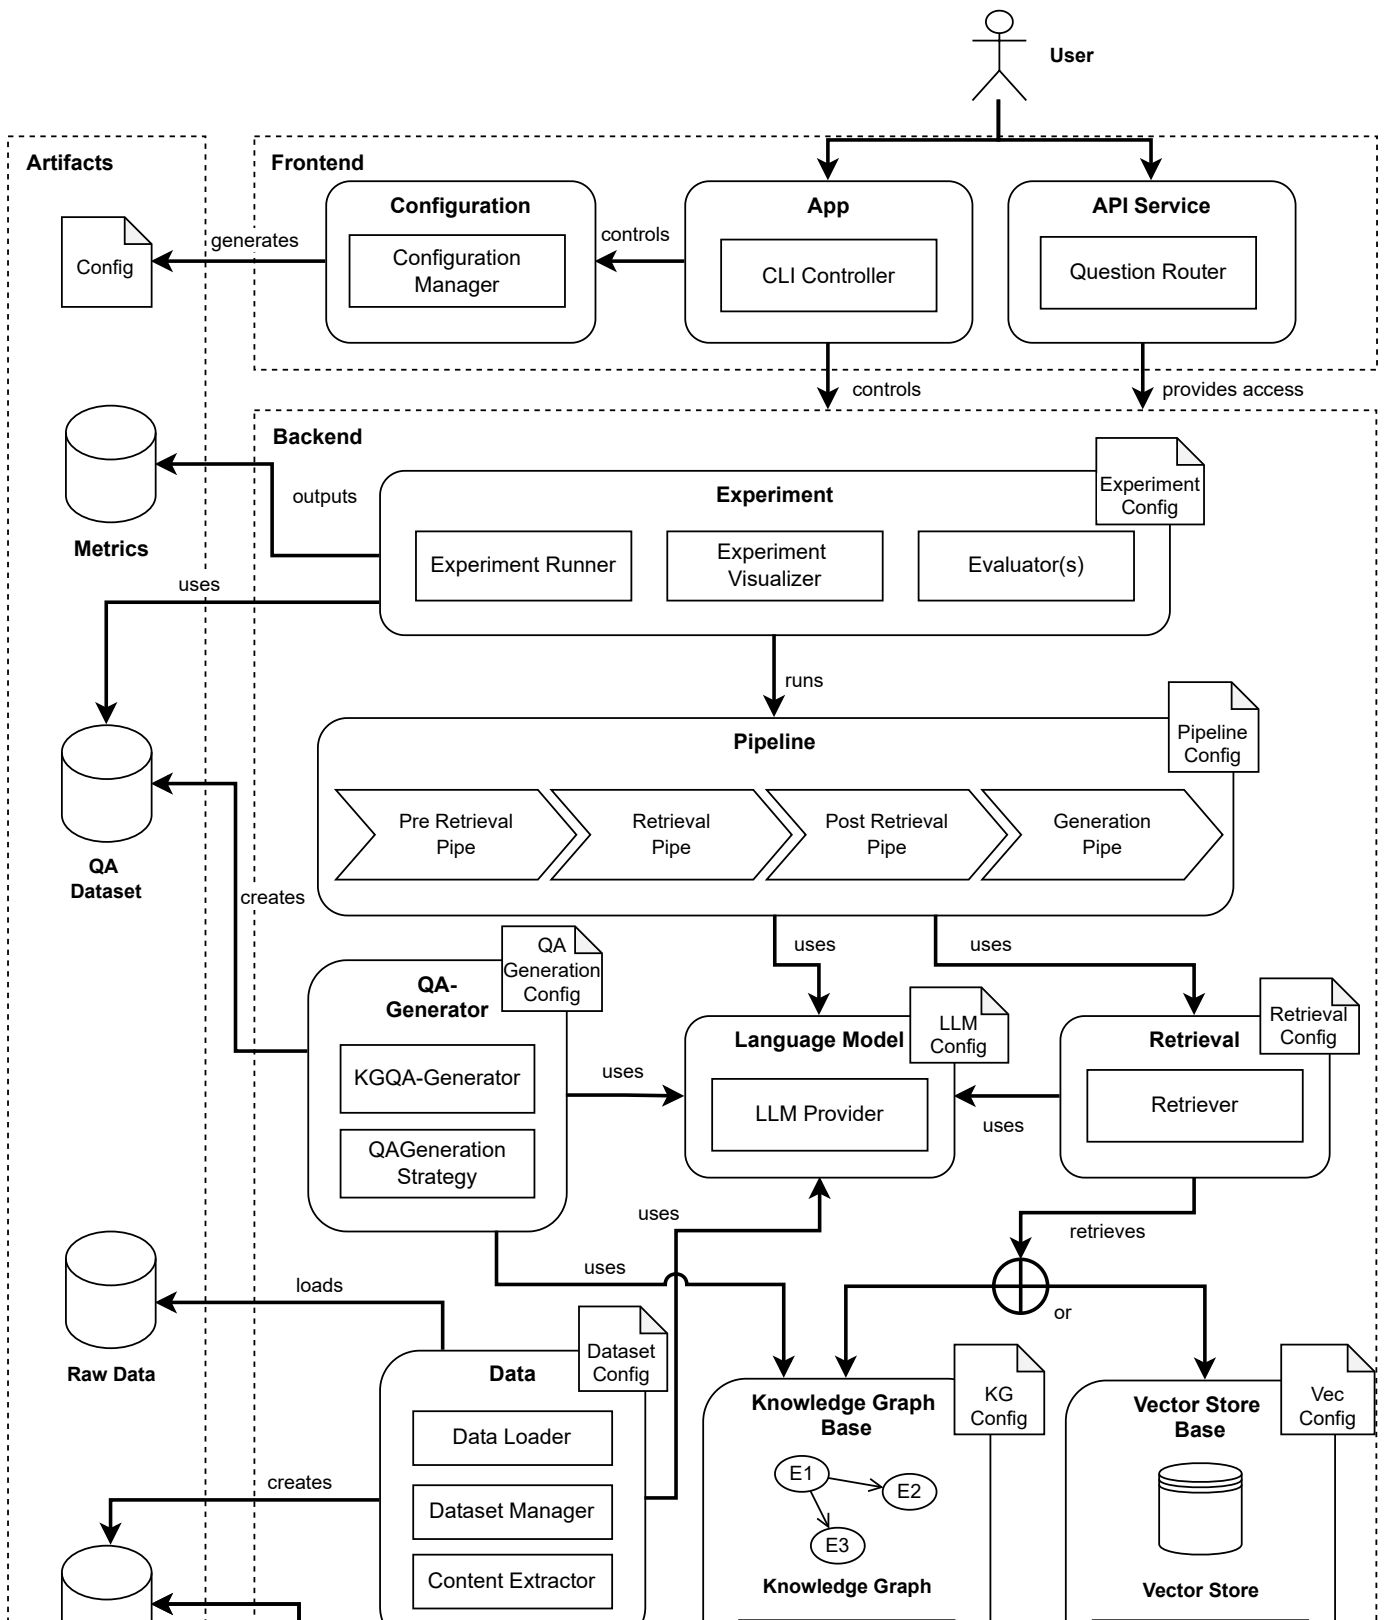 User
Artifacts
Frontend
Configuration
Configuration
Manager
App
CLI Controller
API Service
Question Router
Config
generates
controls
controls
provides access
Backend
Metrics
outputs
Experiment
Experiment
Config
Experiment Runner
Experiment
Visualizer
Evaluator(s)
uses
runs
QA
Dataset
Pipeline
Pipeline
Config
Pre Retrieval
Pipe
Retrieval
Pipe
Post Retrieval
Pipe
Generation
Pipe
creates
uses
uses
QA
Generation
Config
QA-
Generator
KGQA-Generator
QAGeneration
Strategy
uses
LLM
Config
Language Model
LLM Provider
Retrieval
Config
Retrieval
Retriever
uses
uses
retrieves
uses
or
Raw Data
loads
Dataset
Config
Data
Data Loader
Dataset Manager
Content Extractor
creates
KG
Config
Knowledge Graph
Base
E1
E2
E3
Knowledge Graph
Vec
Config
Vector Store
Base
Vector Store